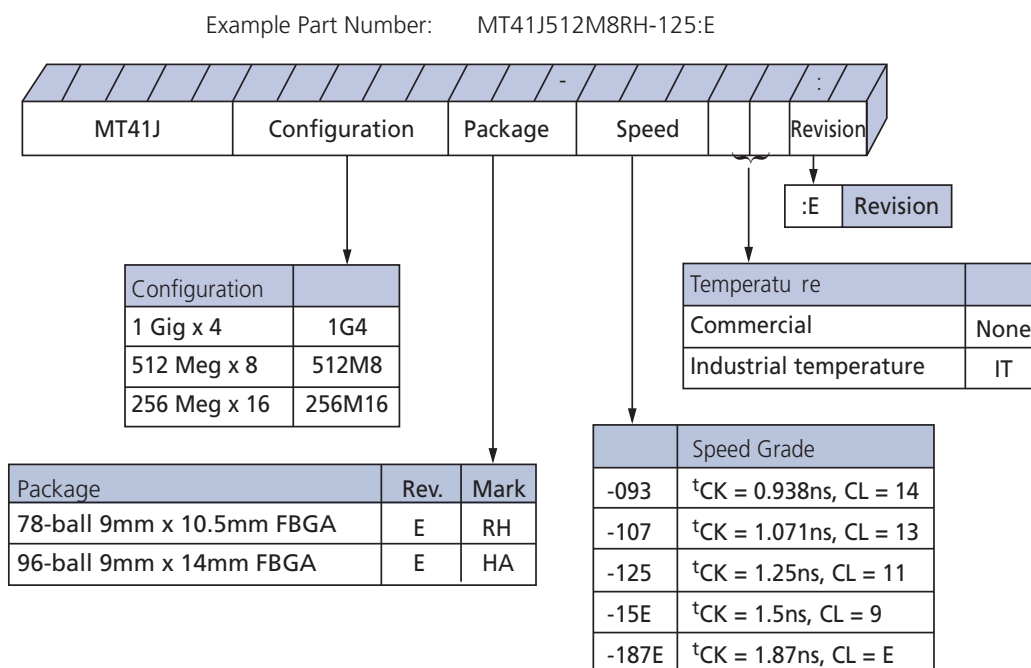 Example Part Number: MT41J512M8RH-125:E
- :
MT41J Configuration Package Speed Revision
:E Revision
Configuration
1 Gig x 4 1G4
512 Meg x 8 512M8
256 Meg x 16 256M16
Temperatu re
Commercial None
Industrial temperature IT
Package Rev. Mark
78-ball 9mm x 10.5mm FBGA E RH
96-ball 9mm x 14mm FBGA E HA
Speed Grade
-093 tCK = 0.938ns, CL = 14
-107 tCK = 1.071ns, CL = 13
-125 tCK = 1.25ns, CL = 11
-15E tCK = 1.5ns, CL = 9
-187E tCK = 1.87ns, CL = E